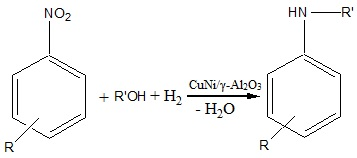 NO₂
HN—R'
R
+ R'OH + H₂
CuNi/γ-Al₂O₃
- H₂O
R